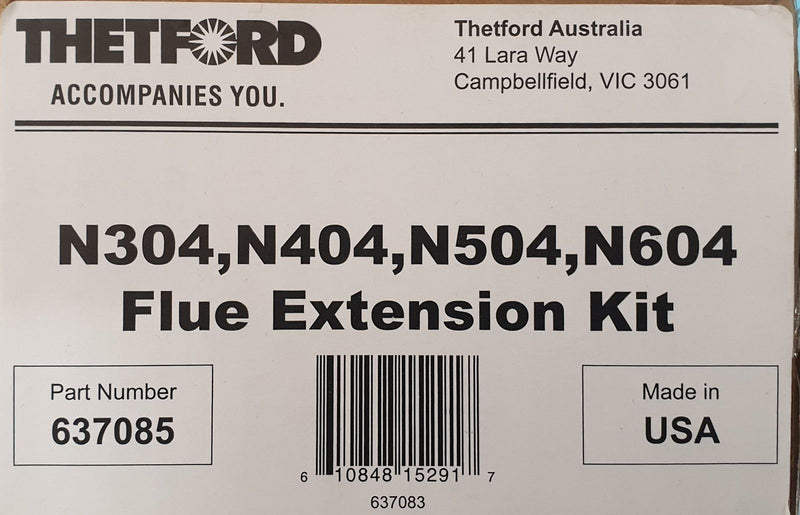 THETFORD
ACCOMPANIES YOU.
Thetford Australia
41 Lara Way
Campbellfield, VIC 3061
N304,N404,N504,N604
Flue Extension Kit
Part Number
637085
6 10848 15291 7
637083
Made in
USA